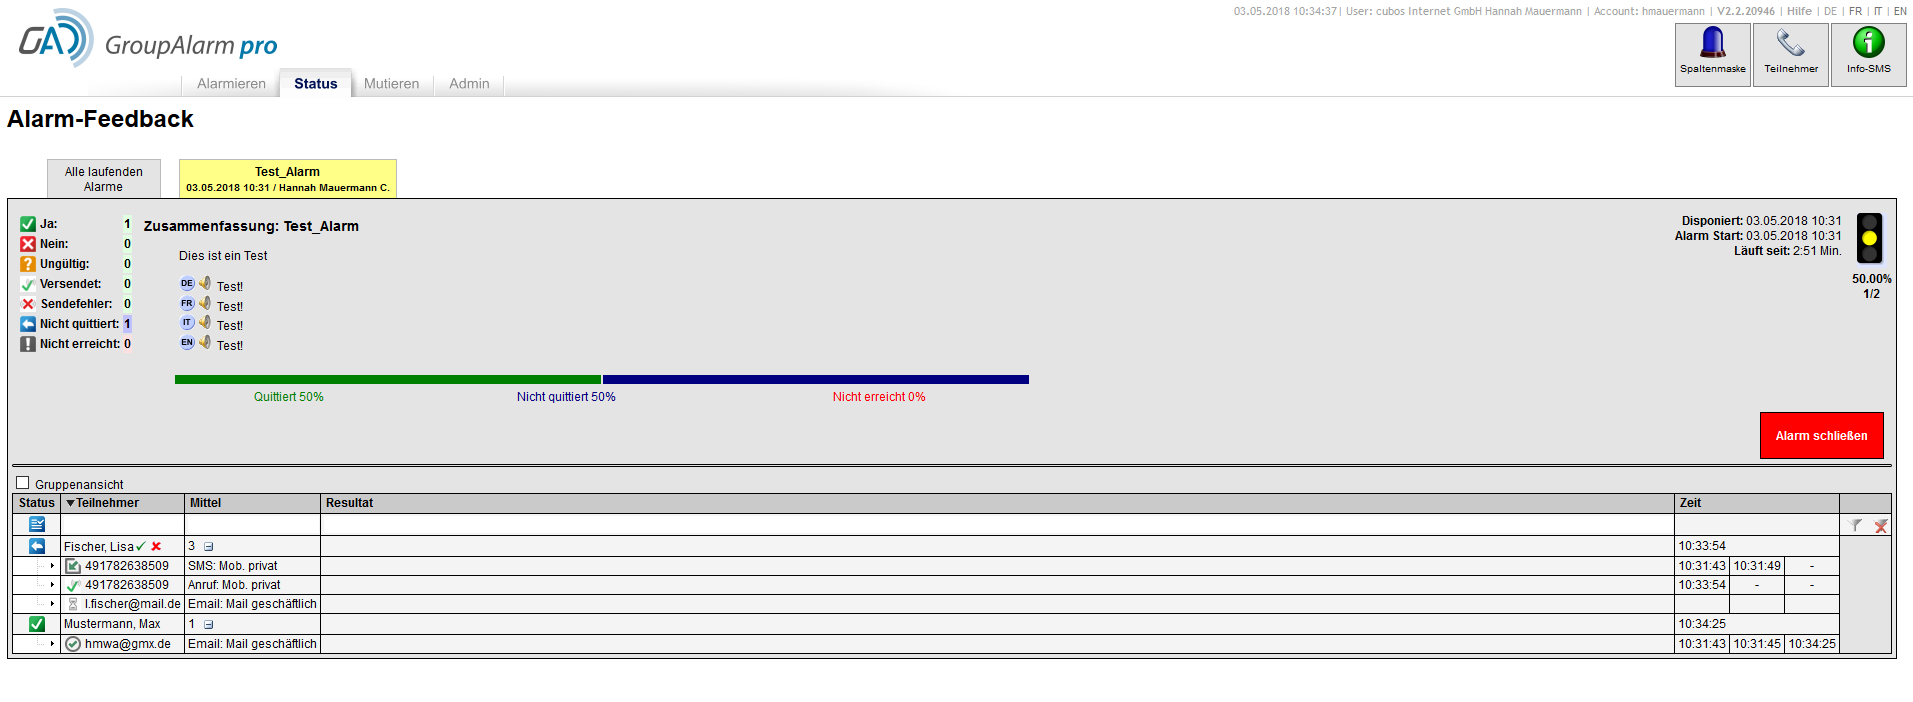 03.05.2018 10:34:37| User: cubos Internet GmbH Hannah Mauermann | Account: hmauermann | V2.2.20946 | Hilfe | DE | FR | IT | EN
GroupAlarm pro
Spaltenmaske Teilnehmer Info-SMS
Alarmieren Status Mutieren Admin
Alarm-Feedback
Alle laufenden Alarme
Test_Alarm
03.05.2018 10:31 / Hannah Mauermann C.
Ja: 1
Nein: 0
Ungültig: 0
Versendet: 0
Sendefehler: 0
Nicht quittiert: 1
Nicht erreicht: 0
Zusammenfassung: Test_Alarm
Dies ist ein Test
DE Test!
FR Test!
IT Test!
EN Test!
Disponiert: 03.05.2018 10:31
Alarm Start: 03.05.2018 10:31
Läuft seit: 2:51 Min.
50.00%
1/2
Quittiert 50% Nicht quittiert 50% Nicht erreicht 0%
Alarm schließen
Gruppenansicht
Status ▼Teilnehmer Mittel Resultat Zeit
Fischer, Lisa 3 10:33:54
491782638509 SMS: Mob. privat 10:31:43 10:31:49 -
491782638509 Anruf: Mob. privat 10:33:54 - -
l.fischer@mail.de Email: Mail geschäftlich
Mustermann, Max 1 10:34:25
hmwa@gmx.de Email: Mail geschäftlich 10:31:43 10:31:45 10:34:25